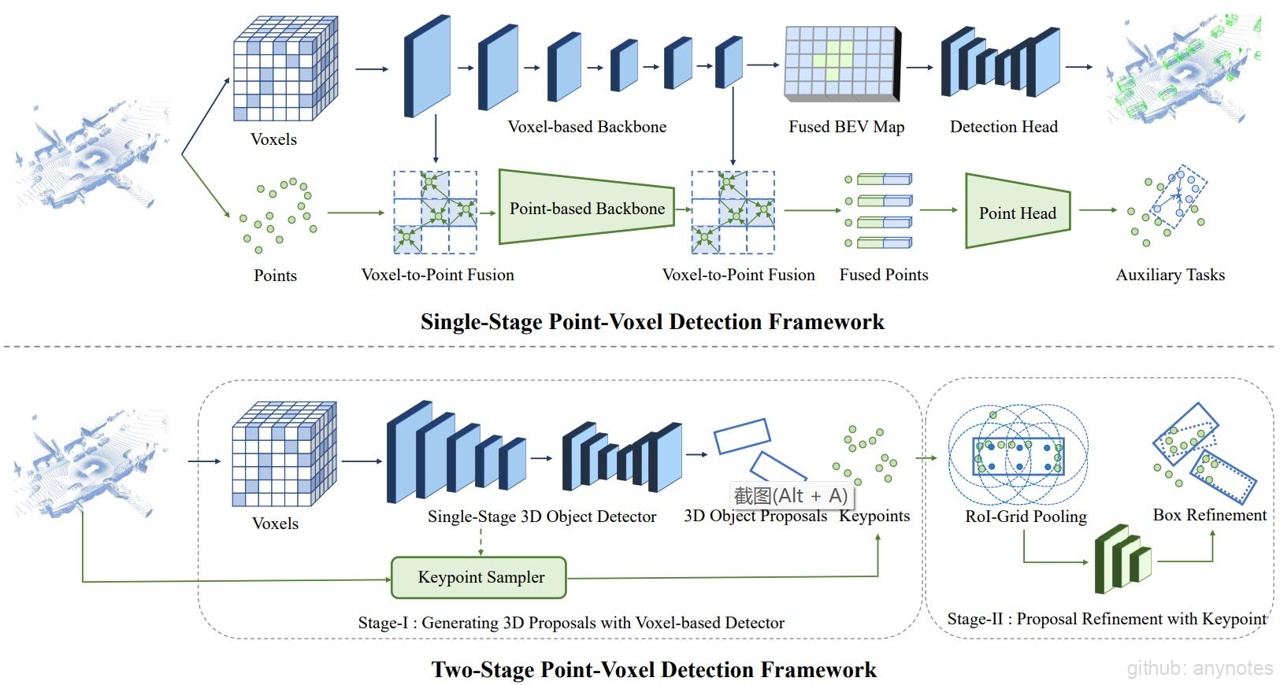 Voxels
Voxel-based Backbone
Fused BEV Map
Detection Head
Point-based Backbone
Point Head
Points
Voxel-to-Point Fusion
Voxel-to-Point Fusion
Fused Points
Auxiliary Tasks
Single-Stage Point-Voxel Detection Framework
截图(Alt + A)
Voxels
Single-Stage 3D Object Detector
3D Object Proposals
Keypoints
RoI-Grid Pooling
Box Refinement
Keypoint Sampler
Stage-I : Generating 3D Proposals with Voxel-based Detector
Stage-II : Proposal Refinement with Keypoint
Two-Stage Point-Voxel Detection Framework
github: anynotes